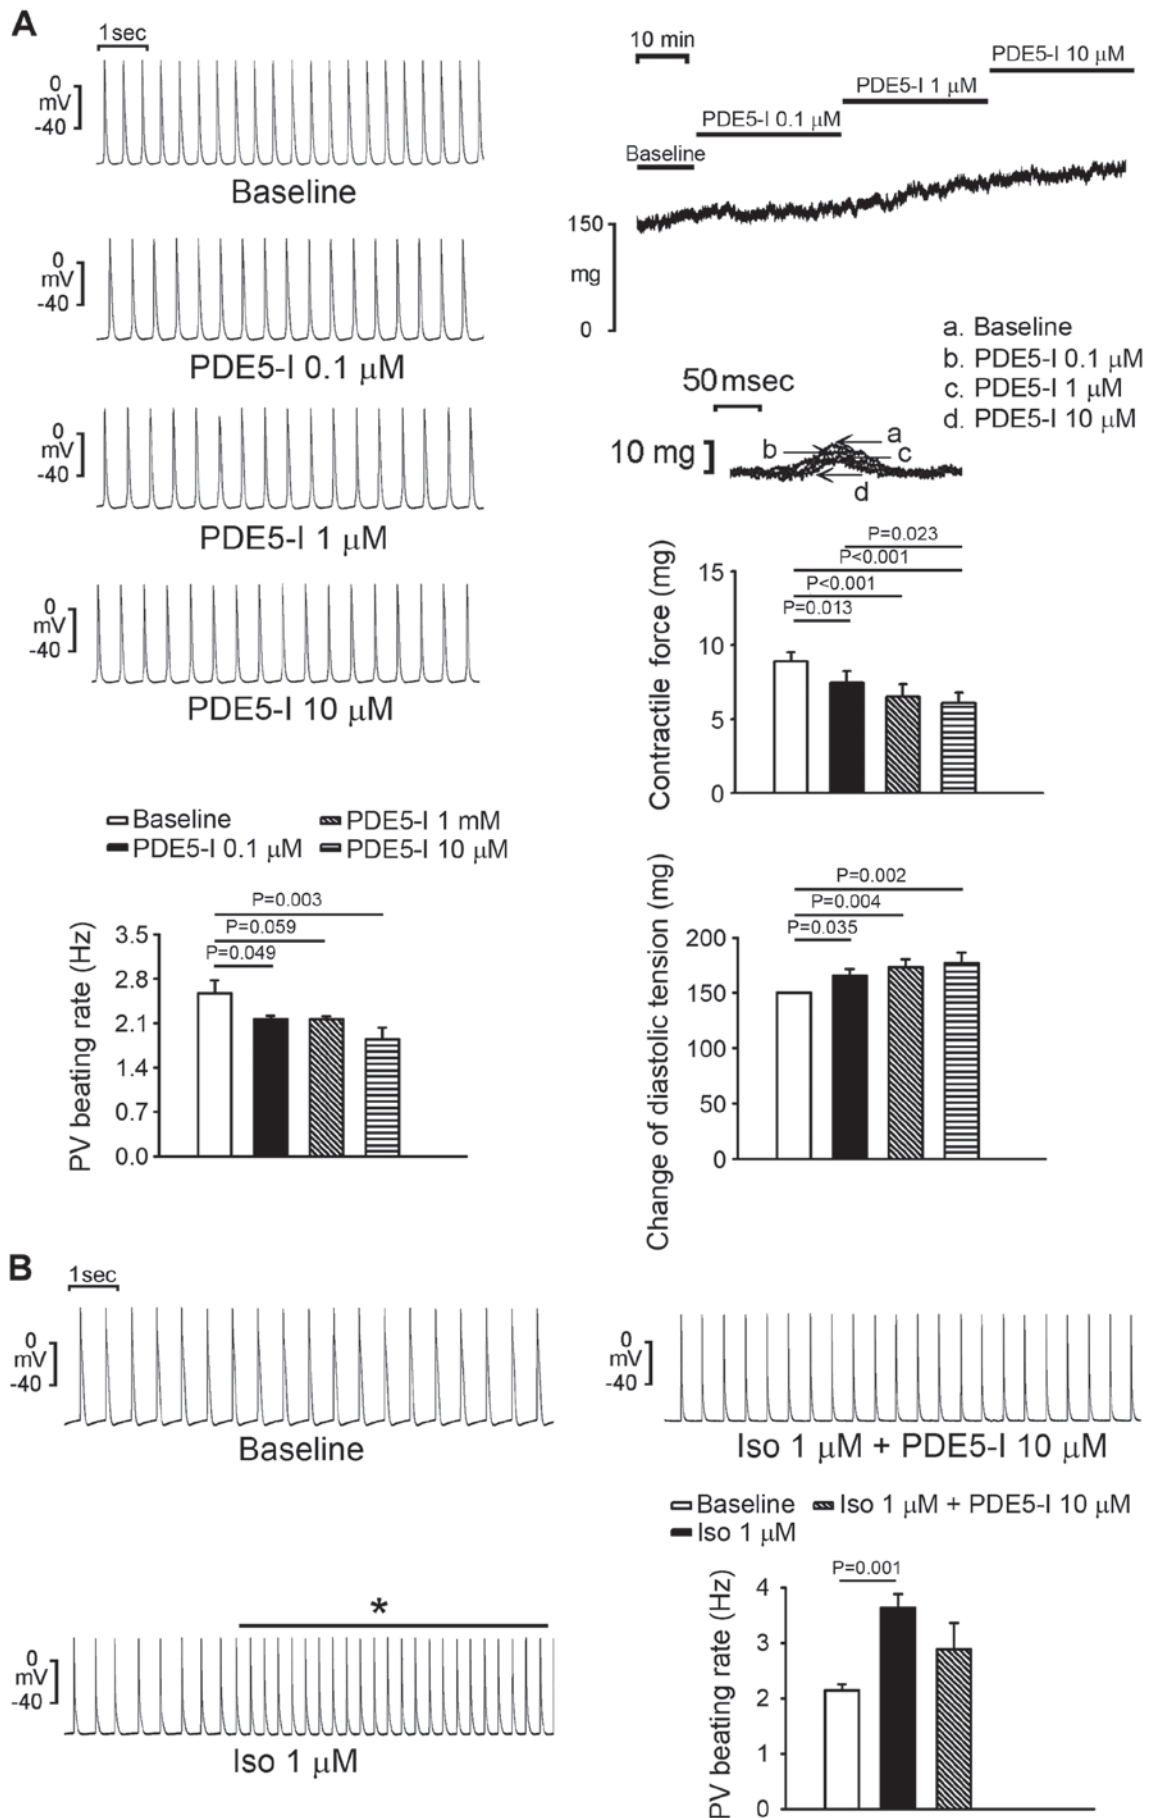 A
1sec
0
mV
-40
Baseline
0
mV
-40
PDE5-I 0.1 μM
0
mV
-40
PDE5-I 1 μM
0
mV
-40
PDE5-I 10 μM
10 min
PDE5-I 10 μM
PDE5-I 1 μM
PDE5-I 0.1 μM
Baseline
150
mg
0
a. Baseline
b. PDE5-I 0.1 μM
c. PDE5-I 1 μM
d. PDE5-I 10 μM
50 msec
10 mg
a
b
c
d
P=0.023
P<0.001
P<0.001
P=0.013
Contractile force (mg)
15
10
5
0
Baseline
PDE5-I 1 mM
PDE5-I 0.1 μM
PDE5-I 10 μM
P=0.003
P=0.059
P=0.049
PV beating rate (Hz)
3.5
2.8
2.1
1.4
0.7
0.0
P=0.002
P=0.004
P=0.035
Change of diastolic tension (mg)
200
150
100
50
0
B
1sec
0
mV
-40
Baseline
0
mV
-40
Iso 1 μM + PDE5-I 10 μM
*
0
mV
-40
Iso 1 μM
Baseline
Iso 1 μM + PDE5-I 10 μM
Iso 1 μM
P=0.001
PV beating rate (Hz)
4
3
2
1
0